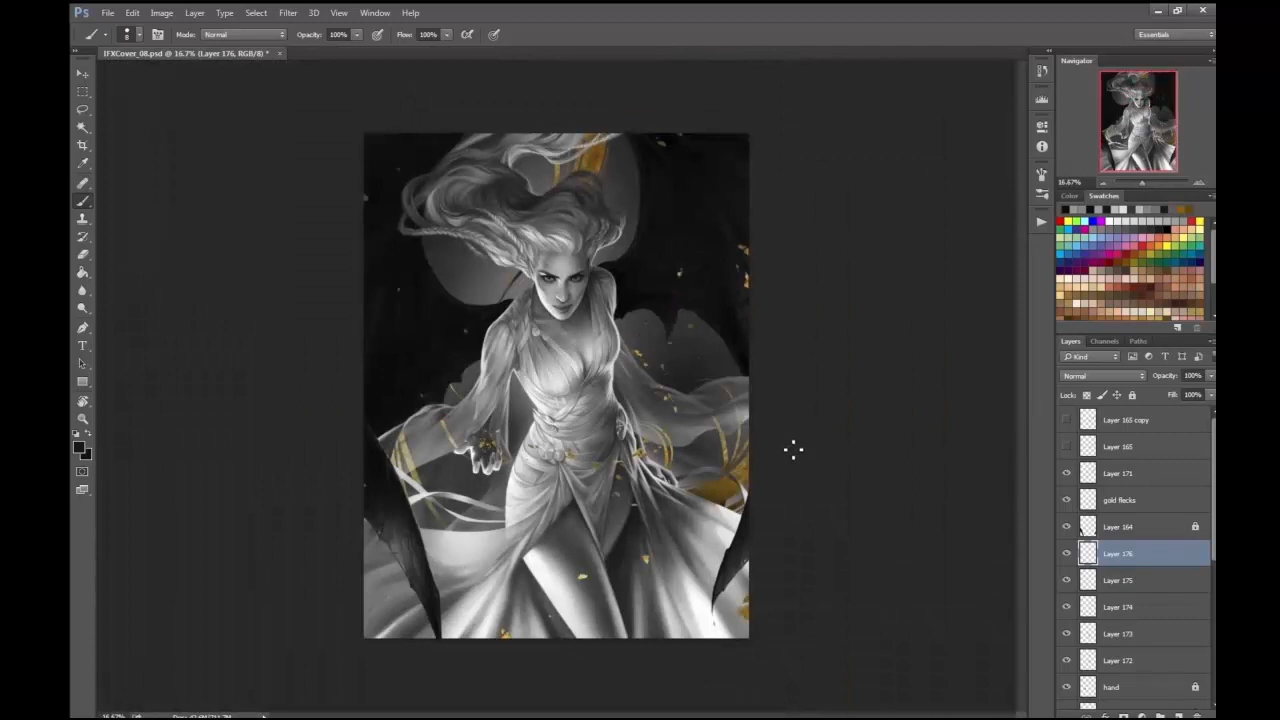 Ps File Edit Image Layer Type Select Filter 3D View Window Help
Mode: Normal Opacity: 100% Flow: 100% Essentials
IFXCover_08.psd @ 16.7% (Layer 176, RGB/8) * ×
Navigator
16.67%
Color Swatches
Layers Channels Paths
Kind
Normal Opacity: 100%
Lock: Fill: 100%
Layer 165 copy
Layer 165
Layer 171
gold flecks
Layer 164
Layer 176
Layer 175
Layer 174
Layer 173
Layer 172
hand
16.67%